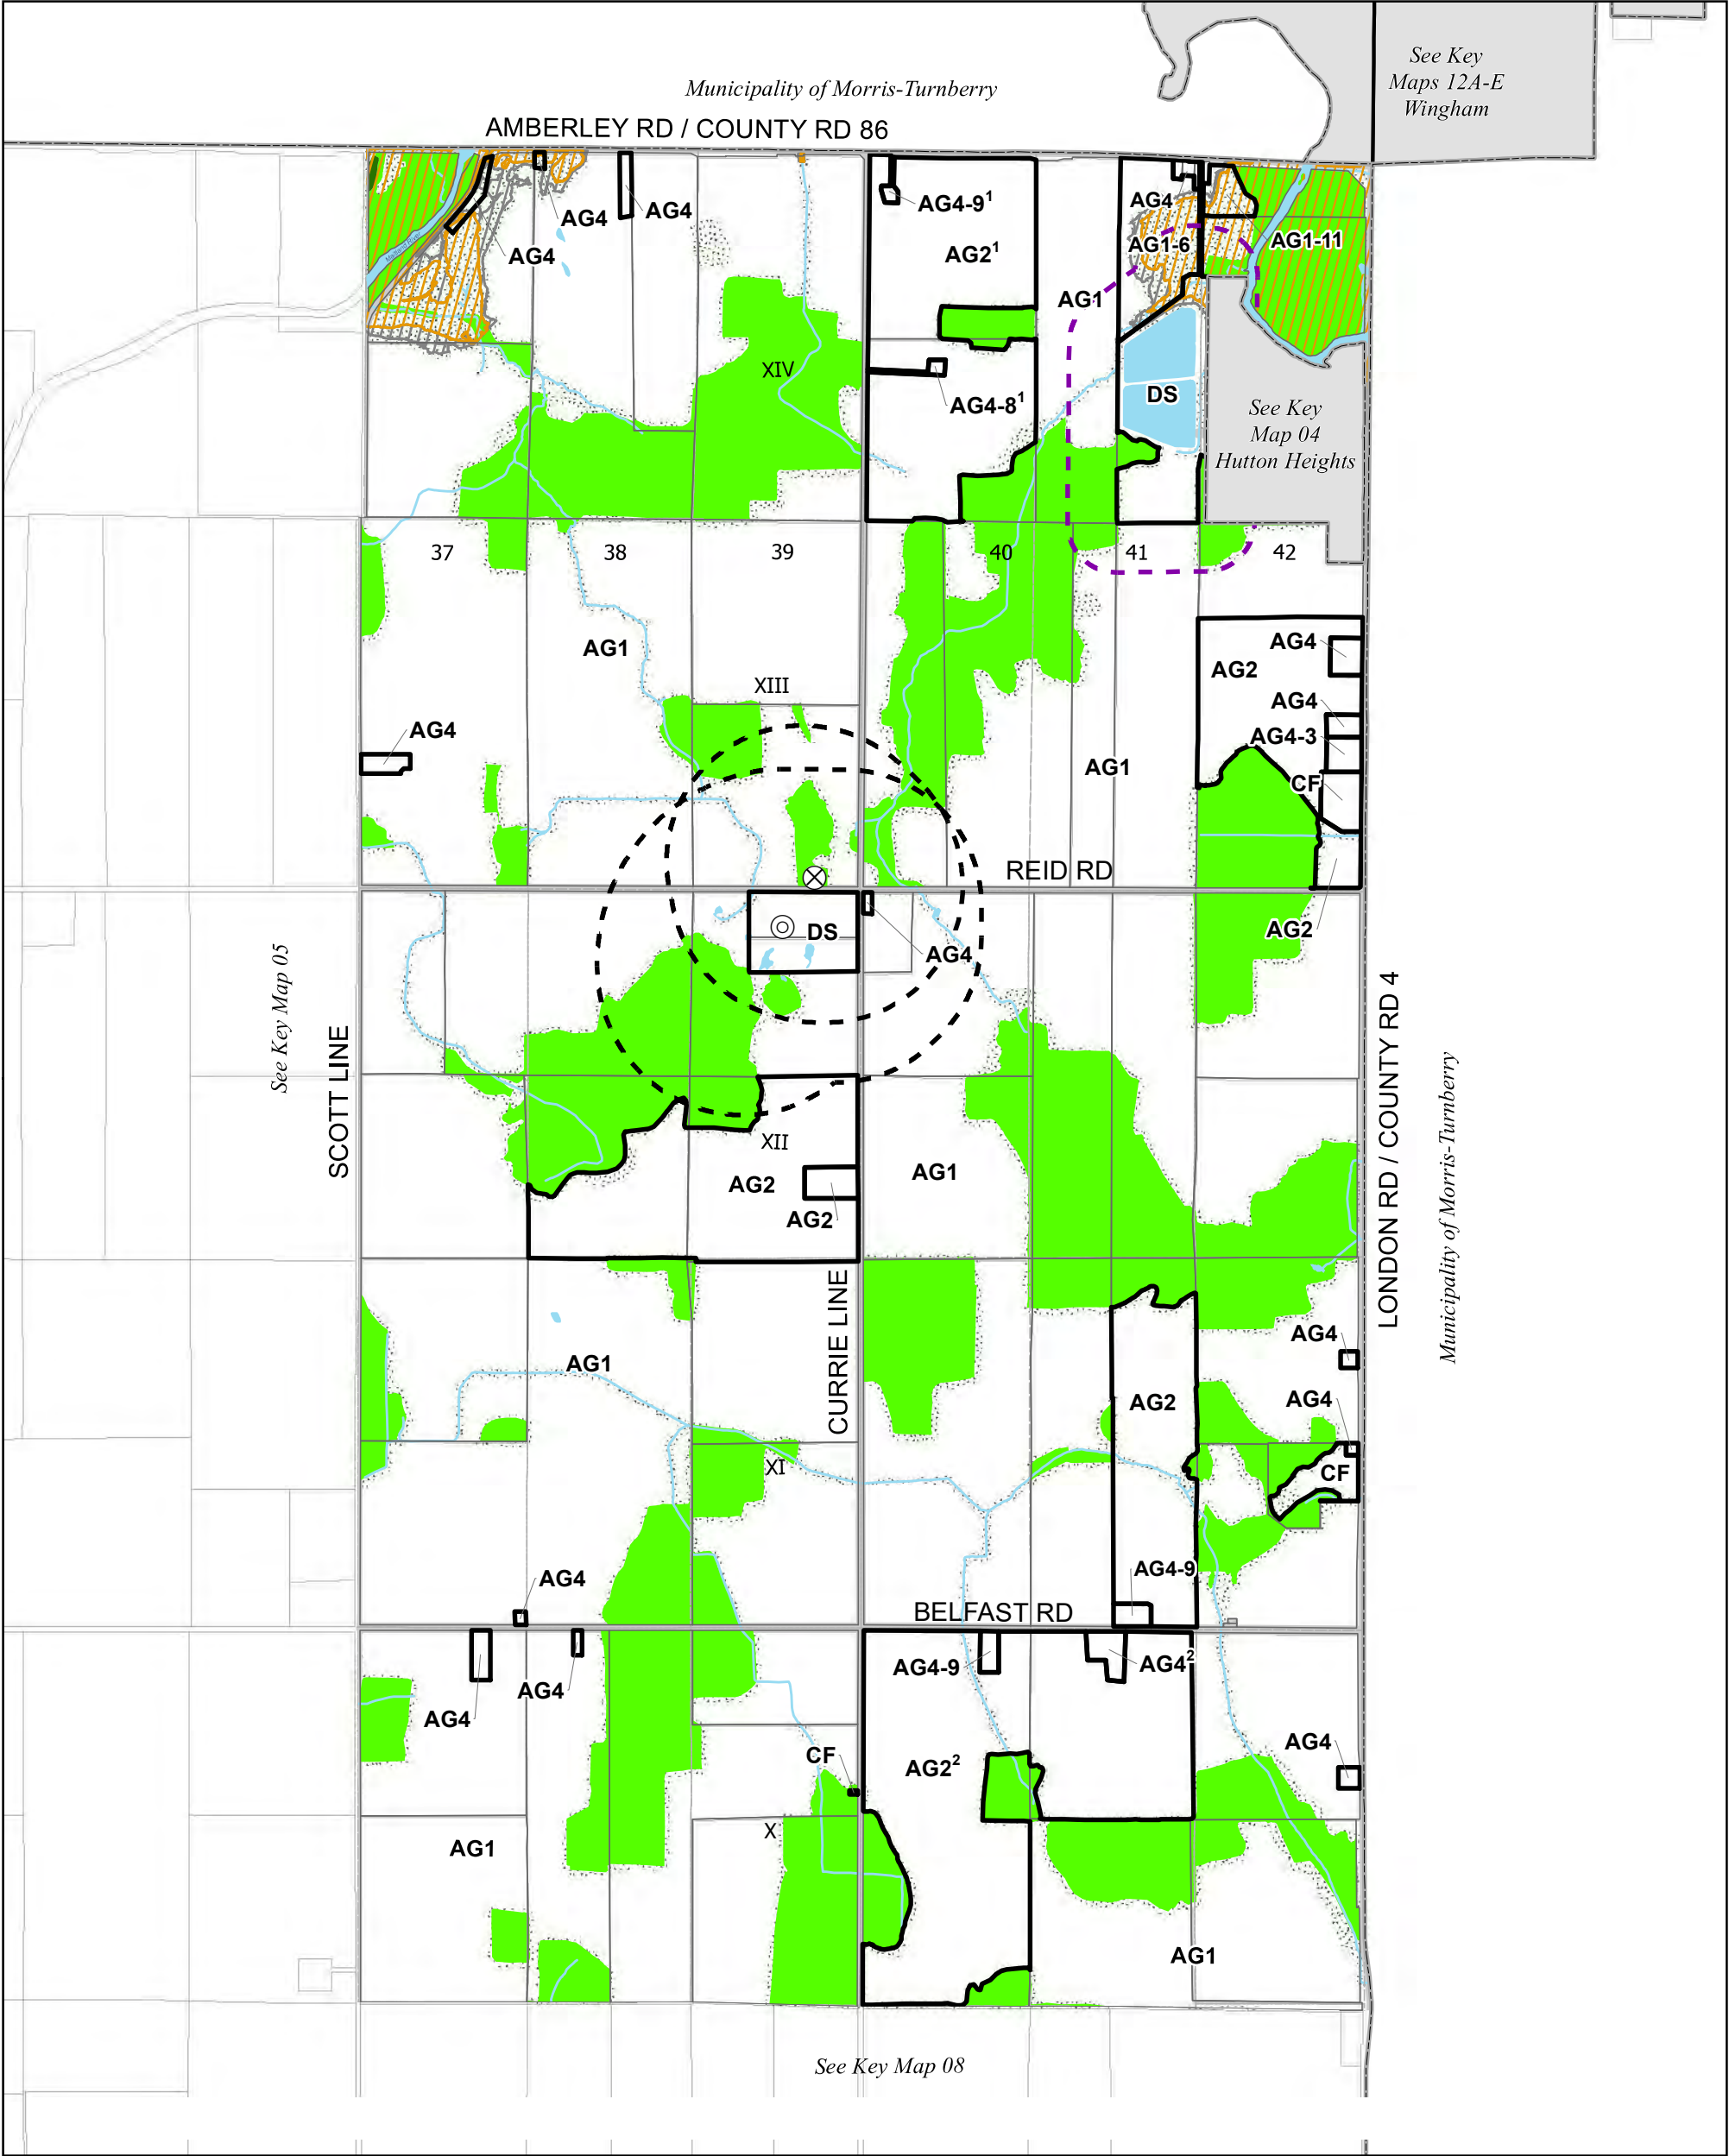 See Key
Maps 12A-E
Wingham
Municipality of Morris-Turnberry
AMBERLEY RD / COUNTY RD 86
AG4
AG4
AG4
Maitland River
AG4-9¹
AG2¹
AG4
AG1-6
AG1-11
AG1
XIV
AG4-8¹
DS
See Key
Map 04
Hutton Heights
37
38
39
40
41
42
AG1
XIII
AG4
AG2
AG4
AG4-3
CF
AG4
AG1
REID RD
DS
AG4
AG2
See Key Map 05
SCOTT LINE
LONDON RD / COUNTY RD 4
Municipality of Morris-Turnberry
XII
AG2
AG2
AG1
CURRIE LINE
AG1
AG4
AG2
AG4
XI
CF
AG4
AG4-9
BELFAST RD
AG4
AG4
AG4-9
AG4²
CF
AG2²
AG4
X
AG1
AG1
See Key Map 08